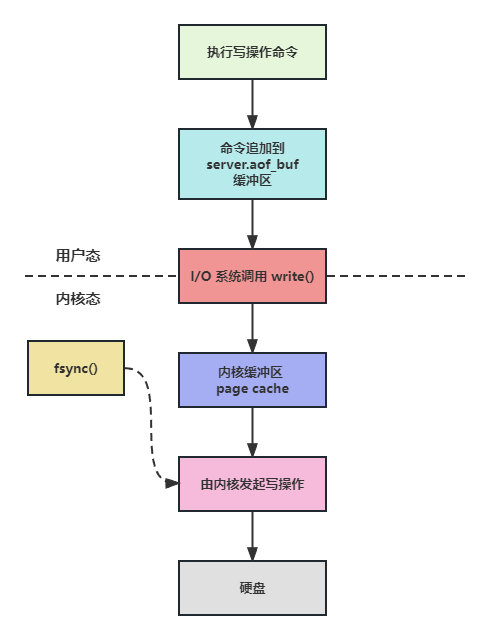 执行写操作命令
命令追加到
server.aof_buf
缓冲区
用户态
I/O 系统调用 write()
内核态
fsync()
内核缓冲区
page cache
由内核发起写操作
硬盘